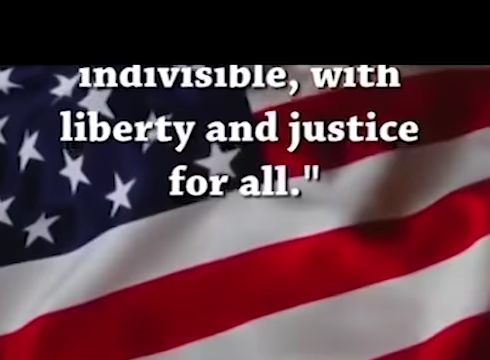 indivisible, with
liberty and justice
for all."